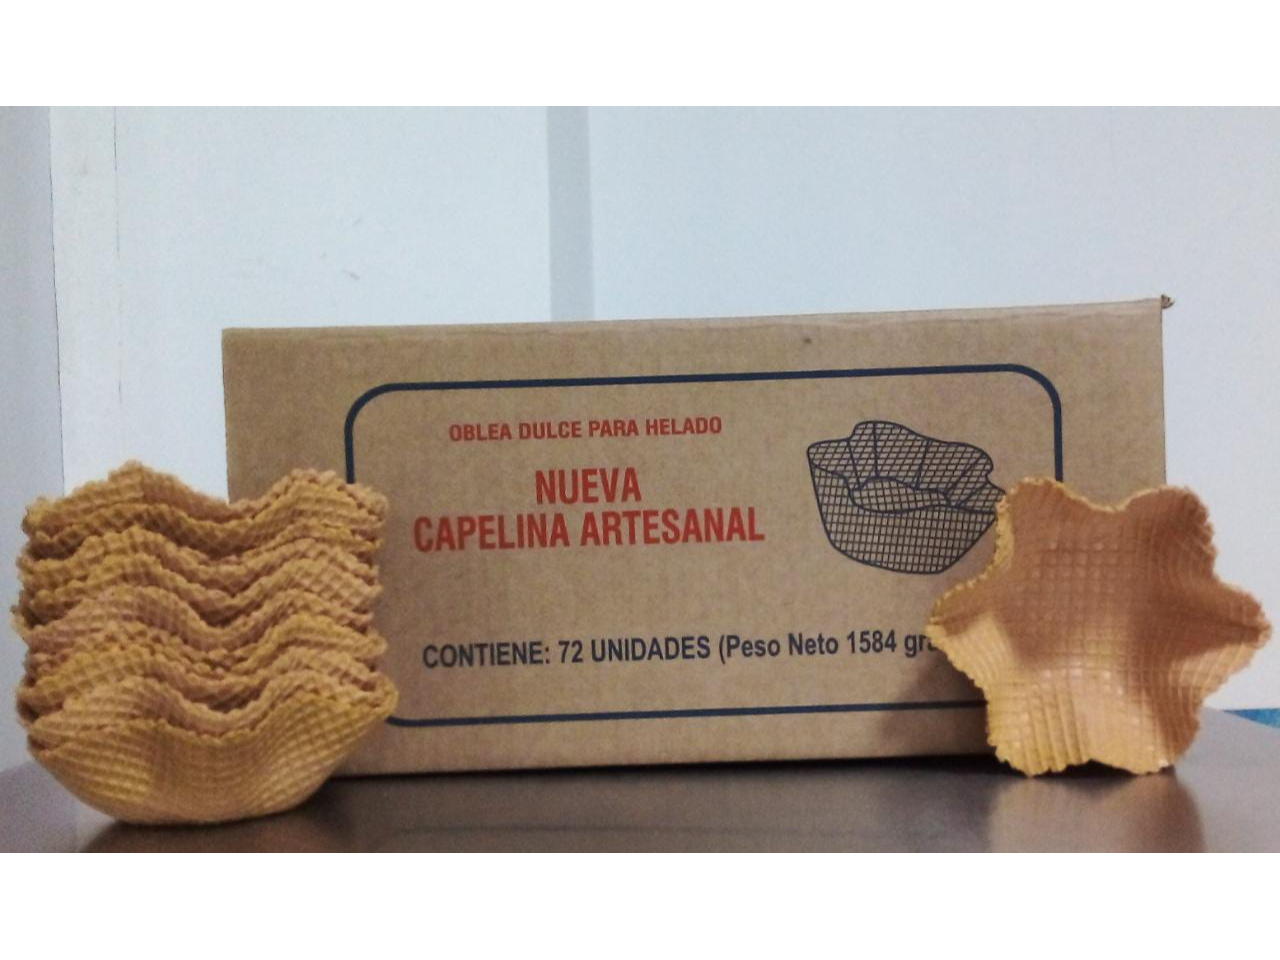 OBLEA DULCE PARA HELADO
NUEVA
CAPELINA ARTESANAL
CONTIENE: 72 UNIDADES (Peso Neto 1584